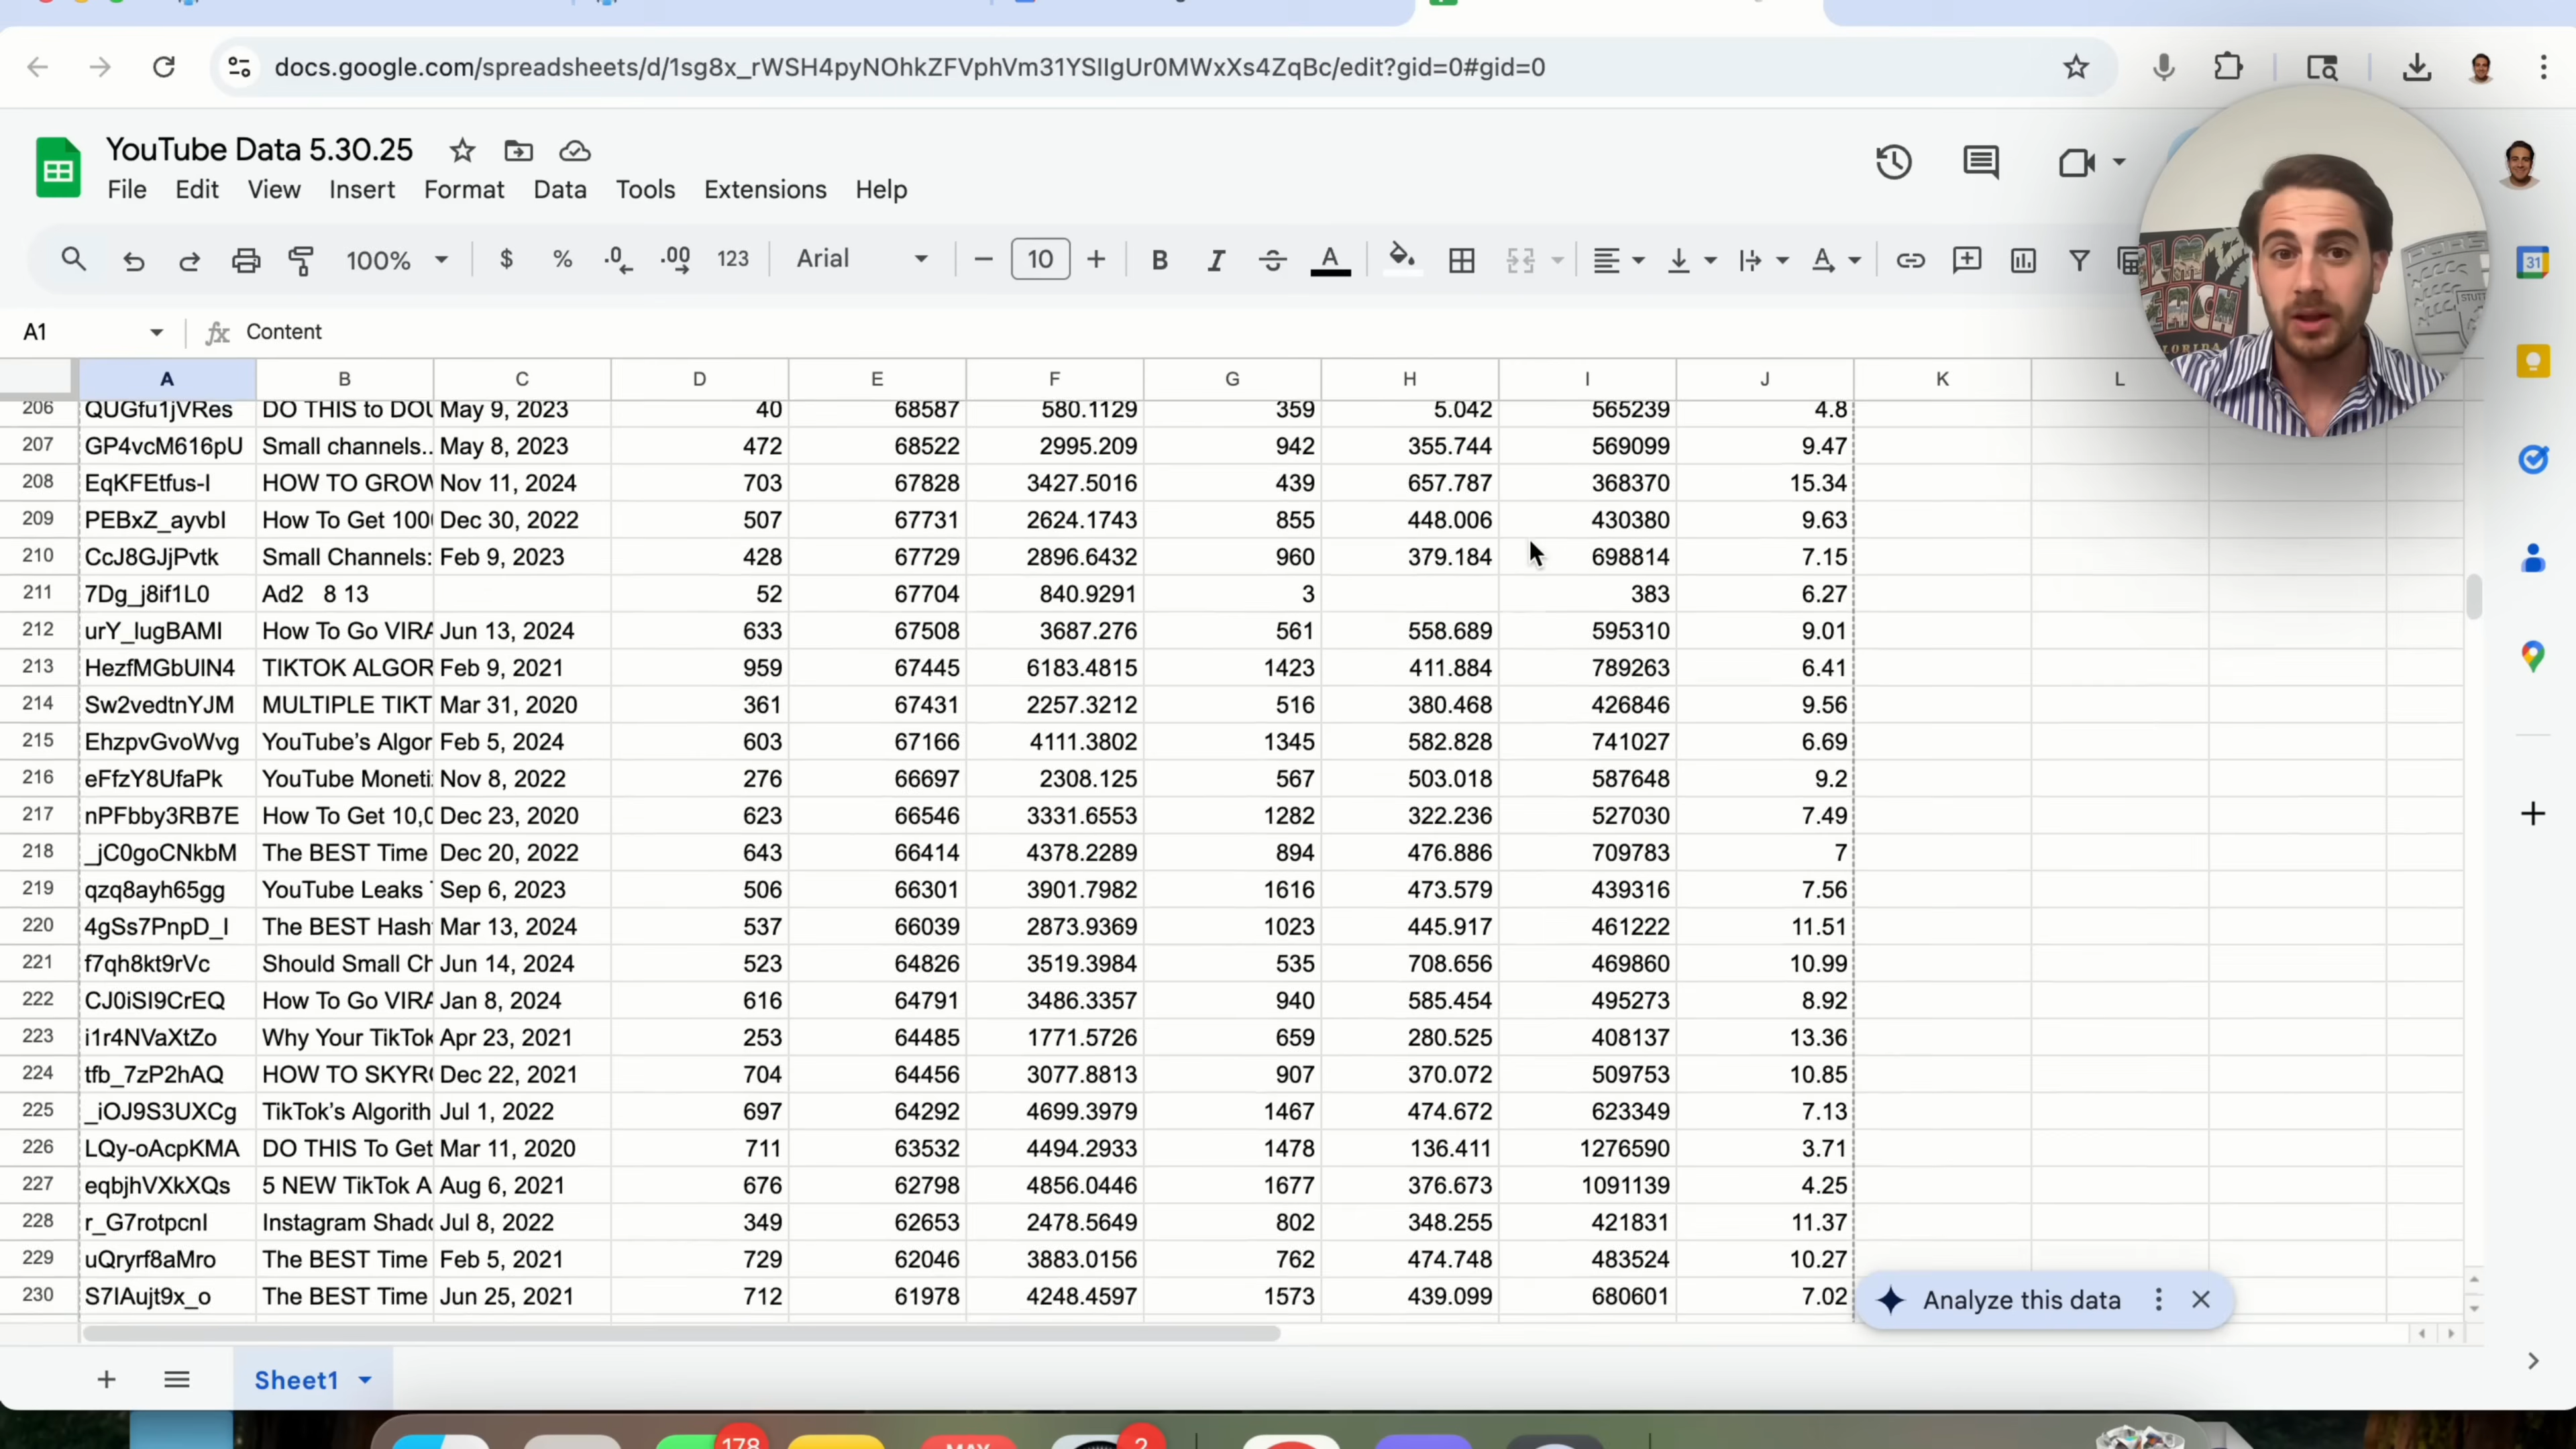 docs.google.com/spreadsheets/d/1sg8x_rWSH4pyNOhkZFVphVm31YSIlgUr0MWxXs4ZqBc/edit?gid=0#gid=0
YouTube Data 5.30.25
File Edit View Insert Format Data Tools Extensions Help
100% $ % .0 .00 123 Arial 10 B I A
31
A1 fx Content
A B C D E F G H I J K L
206 QUGfu1jVRes DO THIS to DOU May 9, 2023 40 68587 580.1129 359 5.042 565239 4.8
207 GP4vcM616pU Small channels.. May 8, 2023 472 68522 2995.209 942 355.744 569099 9.47
208 EqKFEtfus-I HOW TO GROW Nov 11, 2024 703 67828 3427.5016 439 657.787 368370 15.34
209 PEBxZ_ayvbI How To Get 100 Dec 30, 2022 507 67731 2624.1743 855 448.006 430380 9.63
210 CcJ8GJjPvtk Small Channels: Feb 9, 2023 428 67729 2896.6432 960 379.184 698814 7.15
211 7Dg_j8if1L0 Ad2 8 13 52 67704 840.9291 3 383 6.27
212 urY_lugBAMI How To Go VIRA Jun 13, 2024 633 67508 3687.276 561 558.689 595310 9.01
213 HezfMGbUIN4 TIKTOK ALGOR Feb 9, 2021 959 67445 6183.4815 1423 411.884 789263 6.41
214 Sw2vedtnYJM MULTIPLE TIKT Mar 31, 2020 361 67431 2257.3212 516 380.468 426846 9.56
215 EhzpvGvoWvg YouTube’s Algor Feb 5, 2024 603 67166 4111.3802 1345 582.828 741027 6.69
216 eFfzY8UfaPk YouTube Moneti Nov 8, 2022 276 66697 2308.125 567 503.018 587648 9.2
217 nPFbby3RB7E How To Get 10,0 Dec 23, 2020 623 66546 3331.6553 1282 322.236 527030 7.49
218 _jC0goCNkbM The BEST Time Dec 20, 2022 643 66414 4378.2289 894 476.886 709783 7
219 qzq8ayh65gg YouTube Leaks Sep 6, 2023 506 66301 3901.7982 1616 473.579 439316 7.56
220 4gSs7PnpD_I The BEST Hash Mar 13, 2024 537 66039 2873.9369 1023 445.917 461222 11.51
221 f7qh8kt9rVc Should Small Ch Jun 14, 2024 523 64826 3519.3984 535 708.656 469860 10.99
222 CJ0iSI9CrEQ How To Go VIRA Jan 8, 2024 616 64791 3486.3357 940 585.454 495273 8.92
223 i1r4NVaXtZo Why Your TikTok Apr 23, 2021 253 64485 1771.5726 659 280.525 408137 13.36
224 tfb_7zP2hAQ HOW TO SKYR Dec 22, 2021 704 64456 3077.8813 907 370.072 509753 10.85
225 _iOJ9S3UXCg TikTok’s Algorith Jul 1, 2022 697 64292 4699.3979 1467 474.672 623349 7.13
226 LQy-oAcpKMA DO THIS To Get Mar 11, 2020 711 63532 4494.2933 1478 136.411 1276590 3.71
227 eqbjhVXkXQs 5 NEW TikTok A Aug 6, 2021 676 62798 4856.0446 1677 376.673 1091139 4.25
228 r_G7rotpcnI Instagram Shad Jul 8, 2022 349 62653 2478.5649 802 348.255 421831 11.37
229 uQryrf8aMro The BEST Time Feb 5, 2021 729 62046 3883.0156 762 474.748 483524 10.27
230 S7lAujt9x_o The BEST Time Jun 25, 2021 712 61978 4248.4597 1573 439.099 680601 7.02
Analyze this data
Sheet1
178
MAY
2